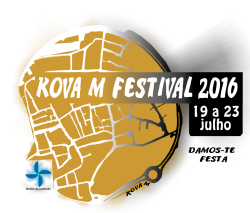 KOVA M FESTIVAL 2016
19 a 23
julho
DAMOS-TE
FESTA
KOVA M